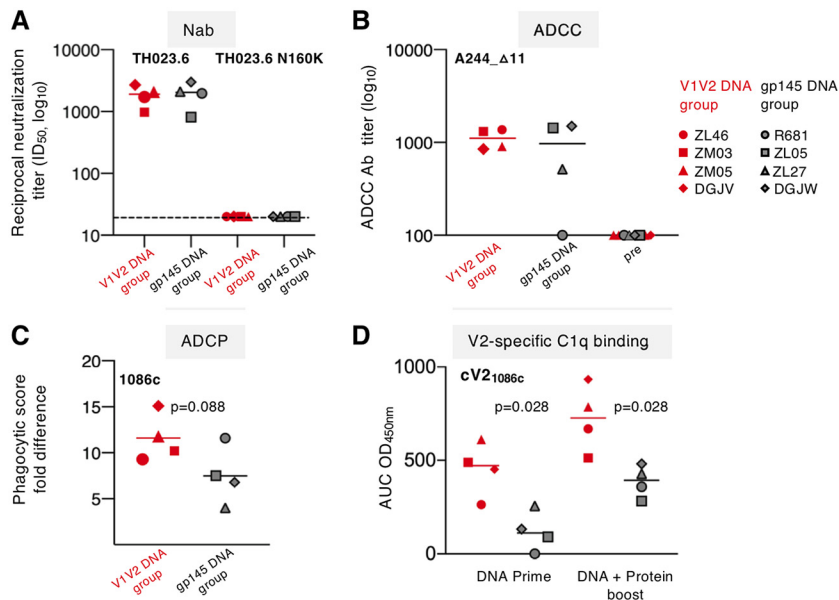 A
Nab
Reciprocal neutralization
titer (ID50, log10)
10000
1000
100
10
TH023.6
TH023.6 N160K
V1V2 DNA
group
gp145 DNA
group
V1V2 DNA
group
gp145 DNA
group
B
ADCC
ADCC Ab titer (log10)
10000
1000
100
A244_Δ11
V1V2 DNA
group
gp145 DNA
group
pre
V1V2 DNA
group
gp145 DNA
group
ZL46
R681
ZM03
ZL05
ZM05
ZL27
DGJV
DGJW
C
ADCP
Phagocytic score
fold difference
20
15
10
5
1086c
p=0.088
V1V2 DNA
group
gp145 DNA
group
D
V2-specific C1q binding
AUC OD450nm
1000
500
0
cV21086c
p=0.028
p=0.028
DNA Prime
DNA + Protein
boost